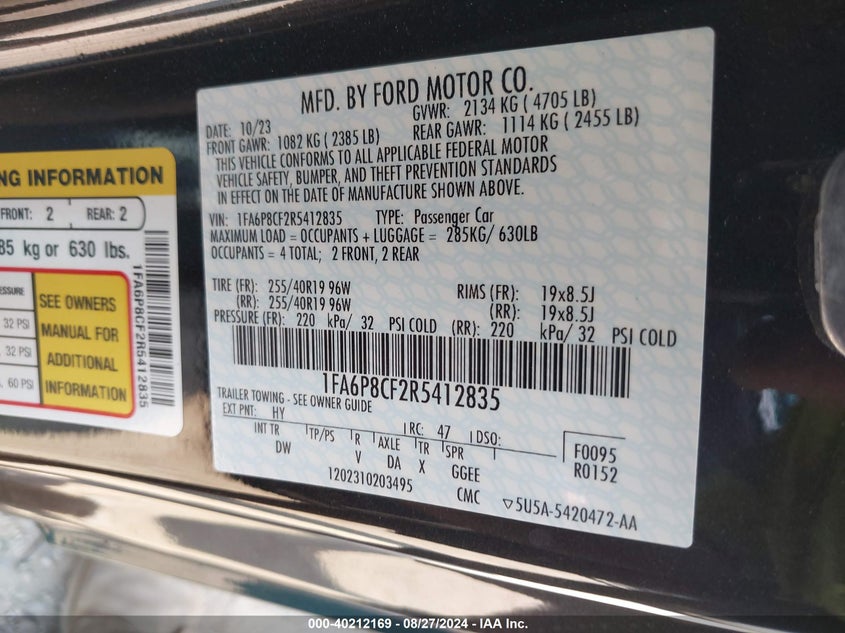 NG INFORMATION
FRONT: 2 REAR: 2
85 kg or 630 lbs.
ESSURE
32 PSI
32 PSI
60 PSI
SEE OWNERS
MANUAL FOR
ADDITIONAL
INFORMATION
1FA6P8CF2R5412835
MFD. BY FORD MOTOR CO.
DATE: 10/23 GVWR: 2134 KG ( 4705 LB)
FRONT GAWR: 1082 KG ( 2385 LB) REAR GAWR: 1114 KG ( 2455 LB)
THIS VEHICLE CONFORMS TO ALL APPLICABLE FEDERAL MOTOR
VEHICLE SAFETY, BUMPER, AND THEFT PREVENTION STANDARDS
IN EFFECT ON THE DATE OF MANUFACTURE SHOWN ABOVE.
VIN: 1FA6P8CF2R5412835 TYPE: Passenger Car
MAXIMUM LOAD = OCCUPANTS + LUGGAGE = 285KG/ 630LB
OCCUPANTS = 4 TOTAL; 2 FRONT, 2 REAR
TIRE (FR): 255/40R19 96W RIMS (FR): 19x8.5J
(RR): 255/40R19 96W (RR): 19x8.5J
PRESSURE (FR): 220 kPa/ 32 PSI COLD (RR): 220 kPa/ 32 PSI COLD
1FA6P8CF2R5412835
TRAILER TOWING - SEE OWNER GUIDE
EXT PNT: HY RC: 47 DSO: F0095
INT TR TP/PS R AXLE TR SPR R0152
DW V DA X GGEE
1202310203495 CMC ▽5U5A-5420472-AA
000-40212169 - 08/27/2024 - IAA Inc.